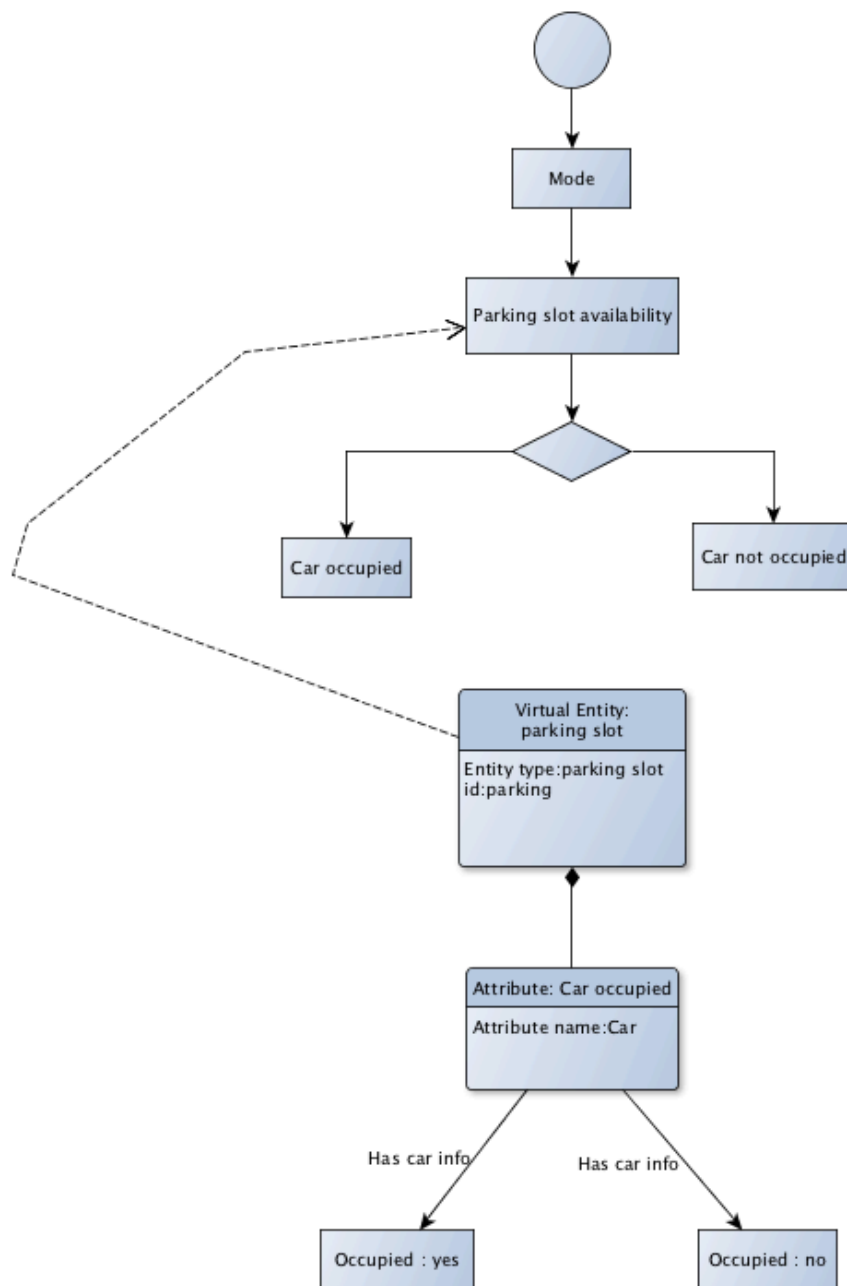 Mode
Parking slot availability
Car occupied
Car not occupied
Virtual Entity:
parking slot
Entity type:parking slot
id:parking
Attribute: Car occupied
Attribute name:Car
Has car info
Has car info
Occupied : yes
Occupied : no